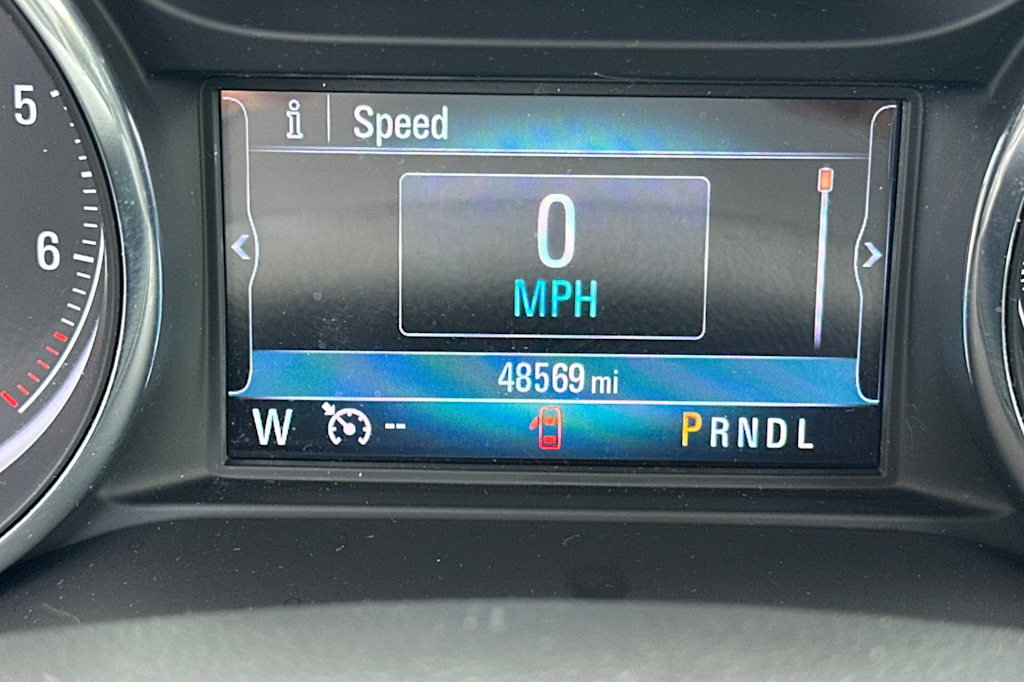 5
6
i Speed
0
MPH
48569 mi
W -- PRNDL